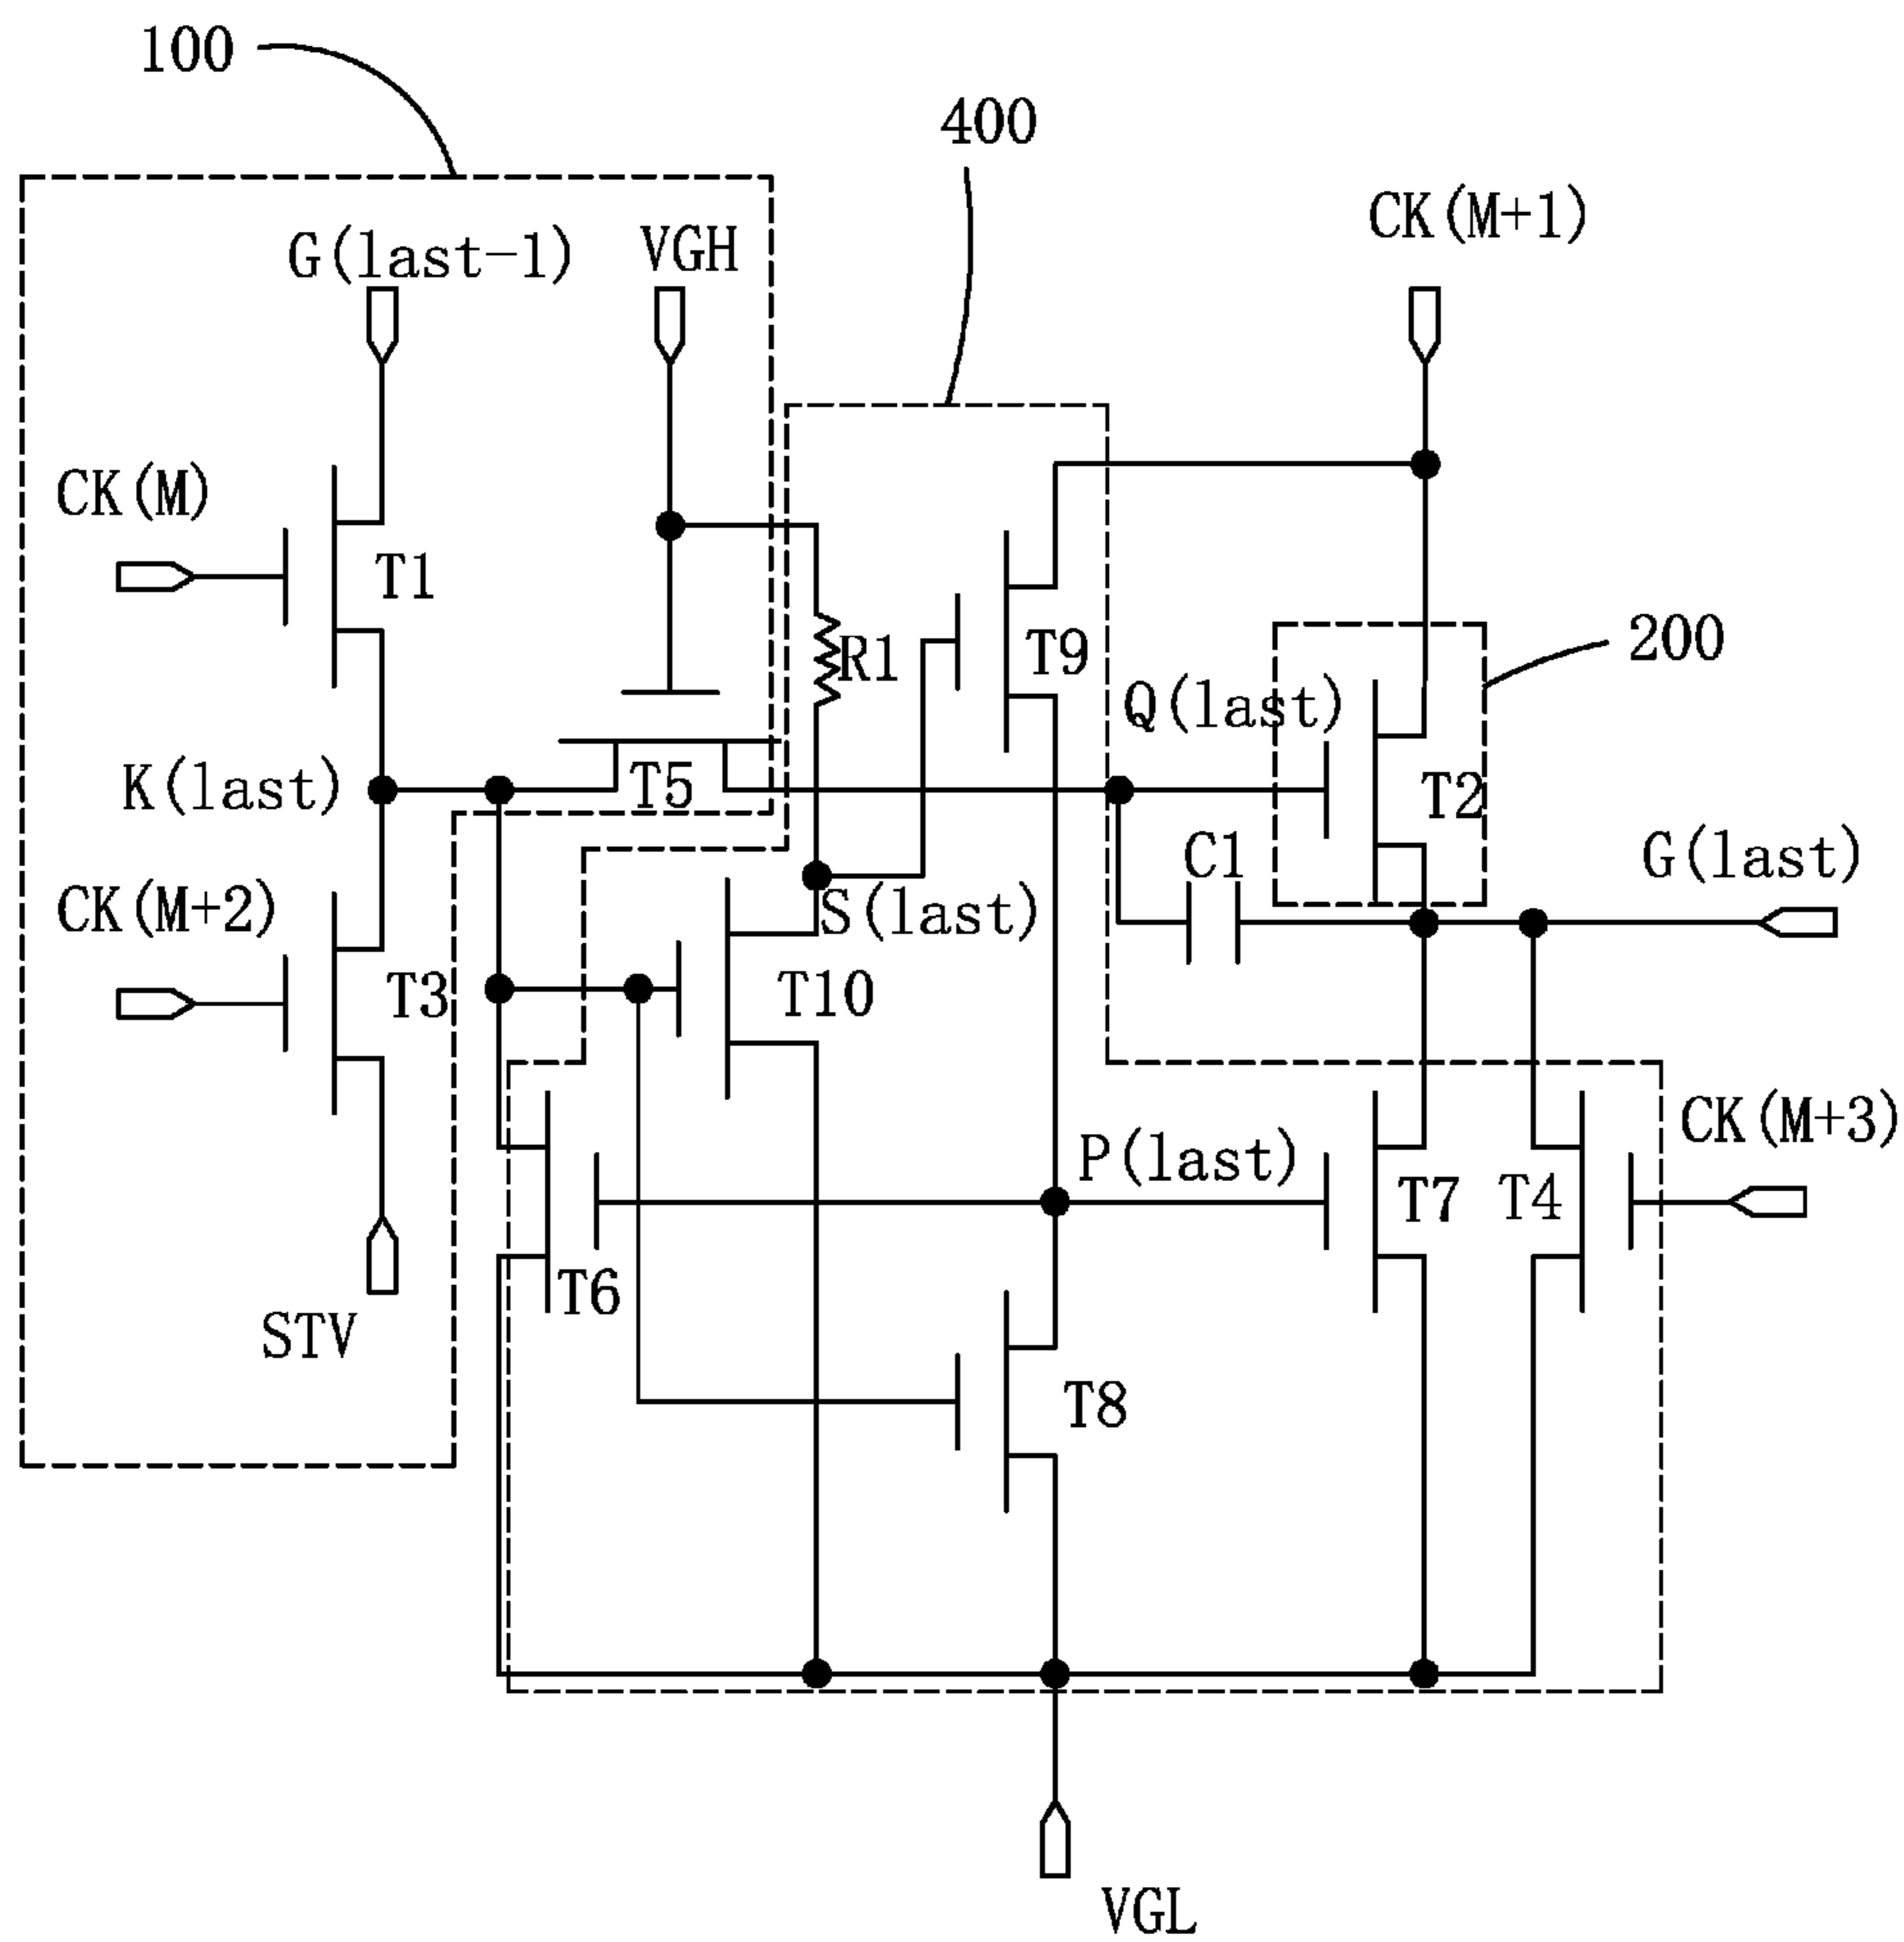 100
400
CK(M+1)
G(last-1)
VGH
CK(M)
T1
R1
T9
200
Q(last)
K(last)
T5
T2
C1
G(last)
CK(M+2)
S(last)
T3
T10
CK(M+3)
P(last)
T7
T4
T6
STV
T8
VGL